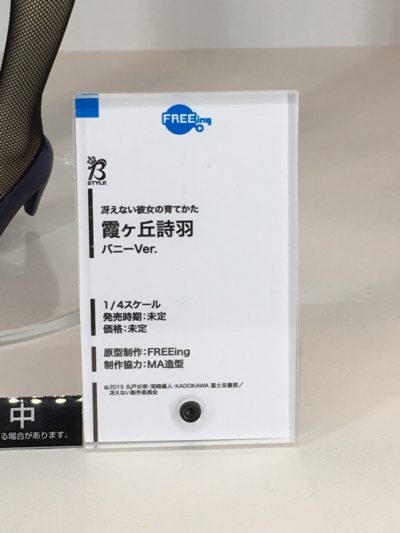 FREEing
B
STYLE
冴えない彼女の育てかた
霞ヶ丘詩羽
バニーVer.
1/4スケール
発売時期:未定
価格:未定
原型制作:FREEing
制作協力:MA造型
©2015 丸戸史明・深崎暮人・KADOKAWA 富士見書房/
冴えない製作委員会
中
る場合があります。